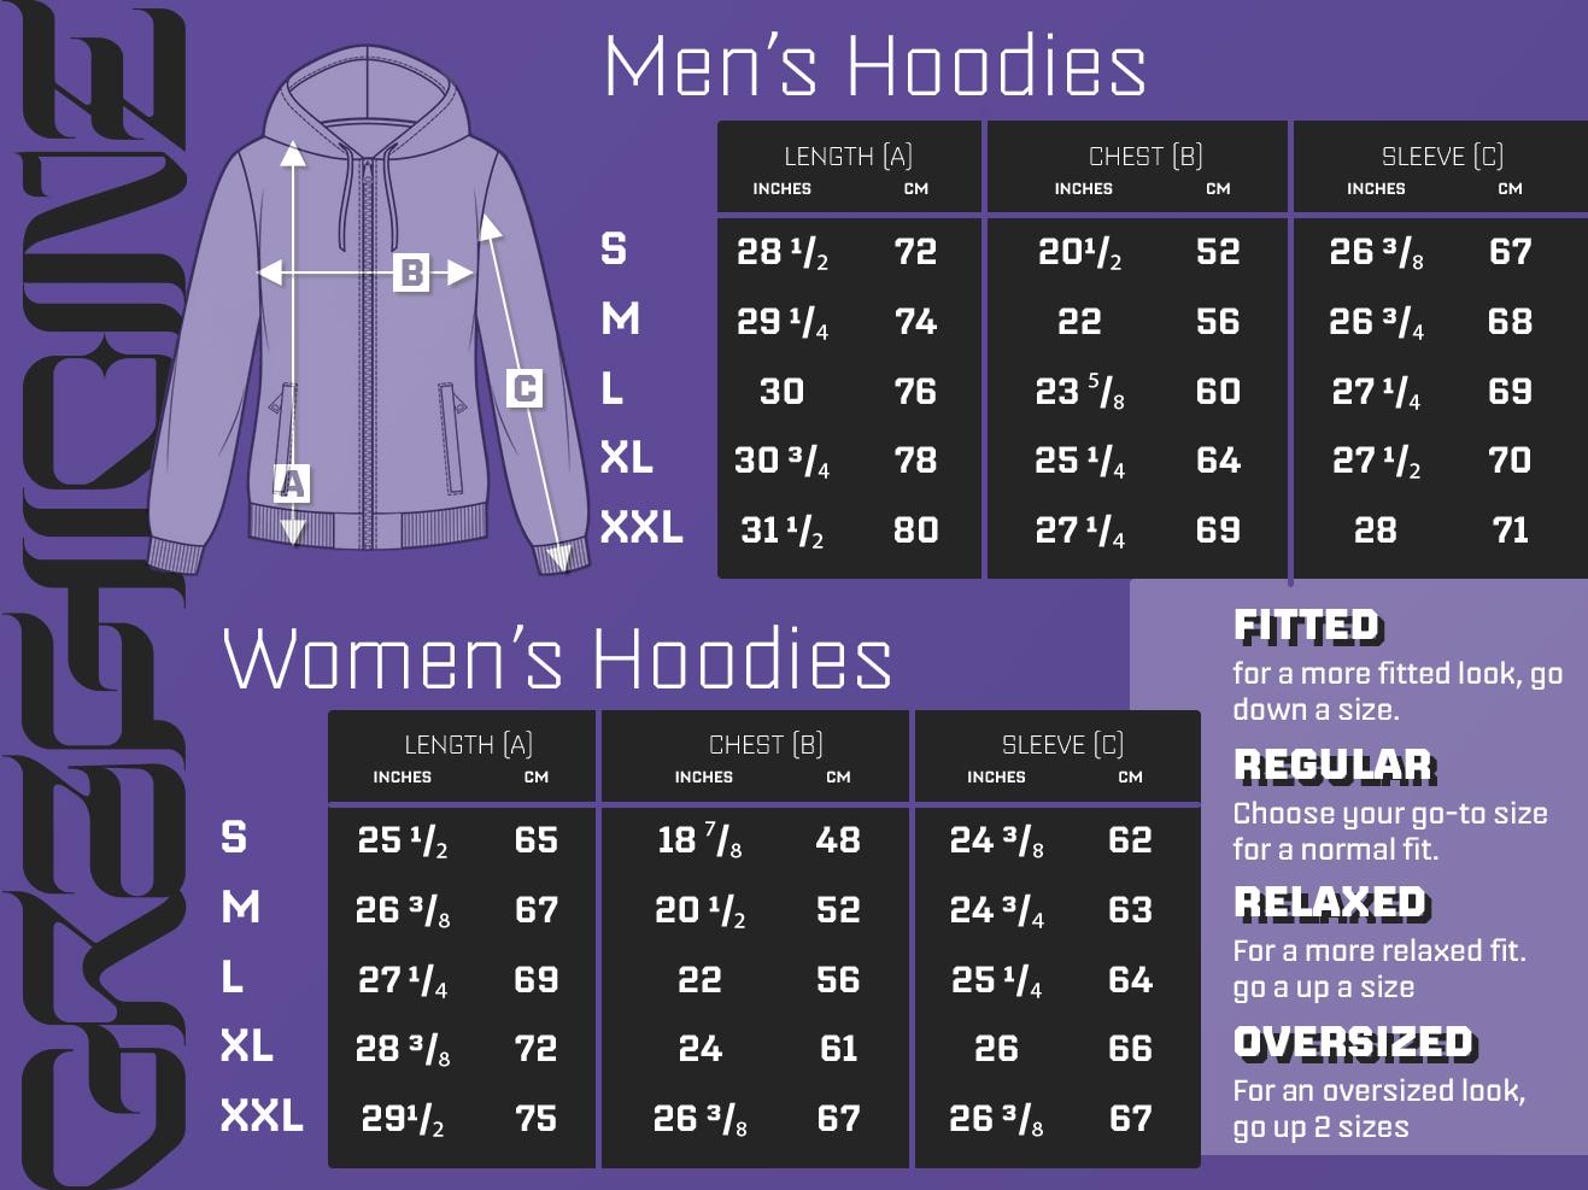 Men's Hoodies
LENGTH (A) CHEST (B) SLEEVE (C)
INCHES CM INCHES CM INCHES CM
S 28 1/2 72 20 1/2 52 26 3/8 67
M 29 1/4 74 22 56 26 3/4 68
L 30 76 23 5/8 60 27 1/4 69
XL 30 3/4 78 25 1/4 64 27 1/2 70
XXL 31 1/2 80 27 1/4 69 28 71
B
C
A
Women's Hoodies
LENGTH (A) CHEST (B) SLEEVE (C)
INCHES CM INCHES CM INCHES CM
S 25 1/2 65 18 7/8 48 24 3/8 62
M 26 3/8 67 20 1/2 52 24 3/4 63
L 27 1/4 69 22 56 25 1/4 64
XL 28 3/8 72 24 61 26 66
XXL 29 1/2 75 26 3/8 67 26 3/8 67
FITTED
for a more fitted look, go
down a size.
REGULAR
Choose your go-to size
for a normal fit.
RELAXED
For a more relaxed fit.
go a up a size
OVERSIZED
For an oversized look,
go up 2 sizes